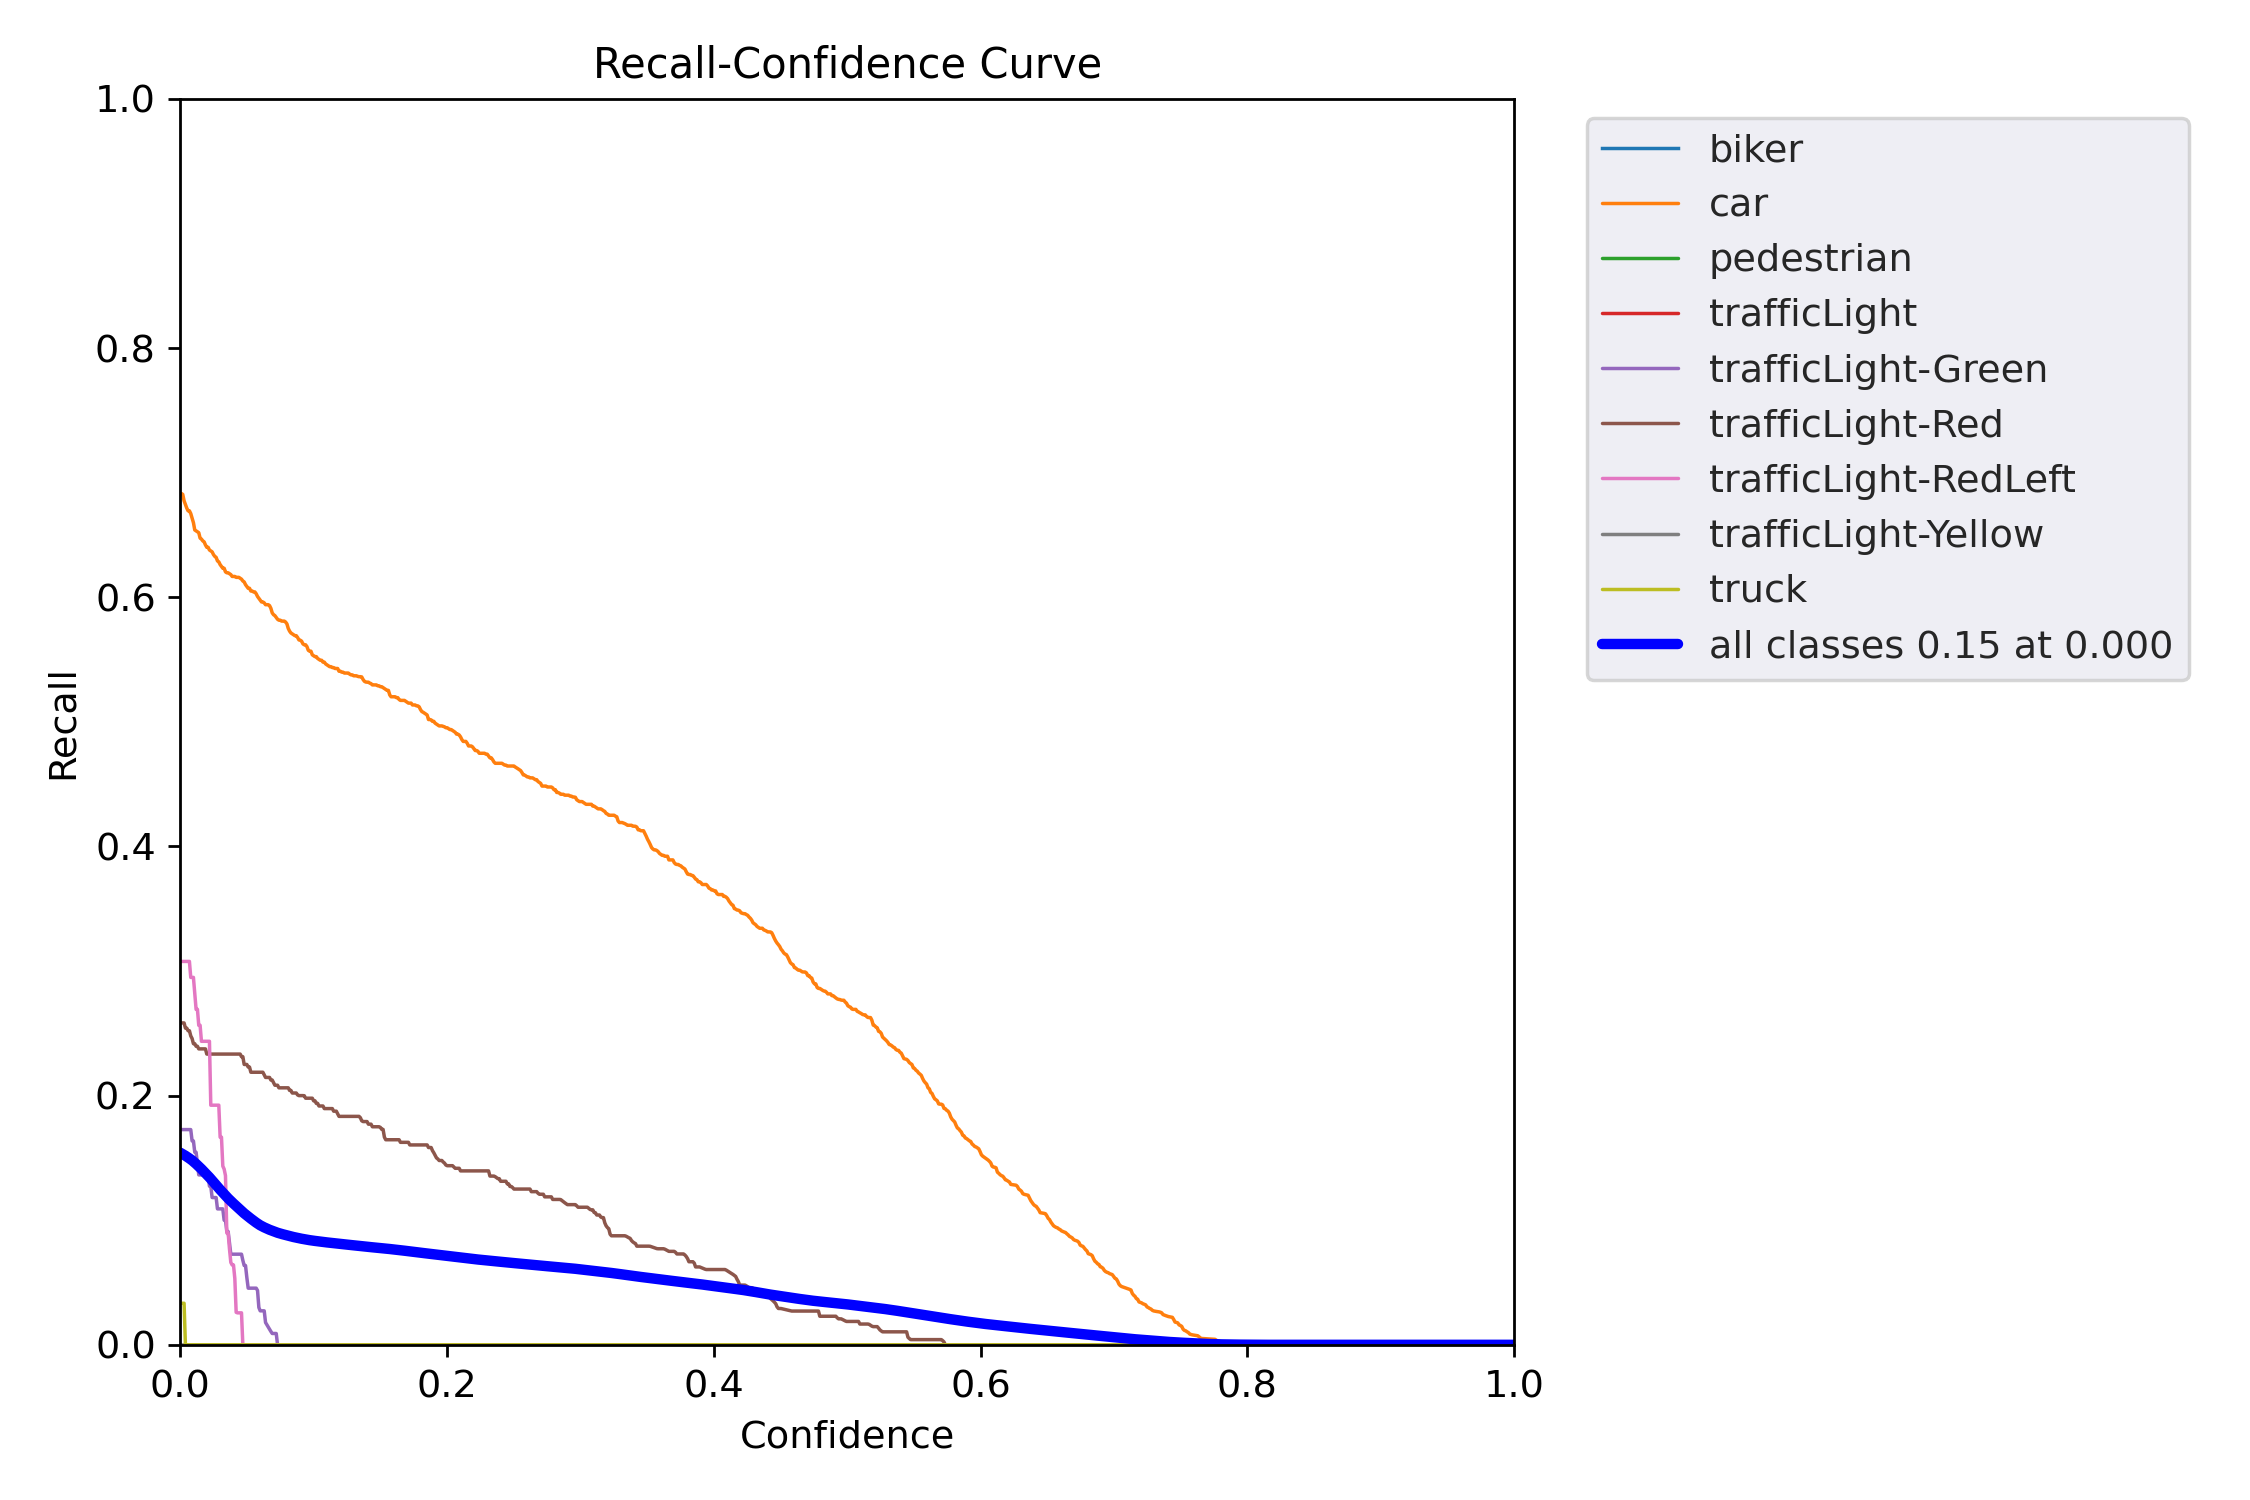 Recall-Confidence Curve
1.0
0.8
0.6
0.4
0.2
0.0
Recall
0.0 0.2 0.4 0.6 0.8 1.0
Confidence
biker
car
pedestrian
trafficLight
trafficLight-Green
trafficLight-Red
trafficLight-RedLeft
trafficLight-Yellow
truck
all classes 0.15 at 0.000